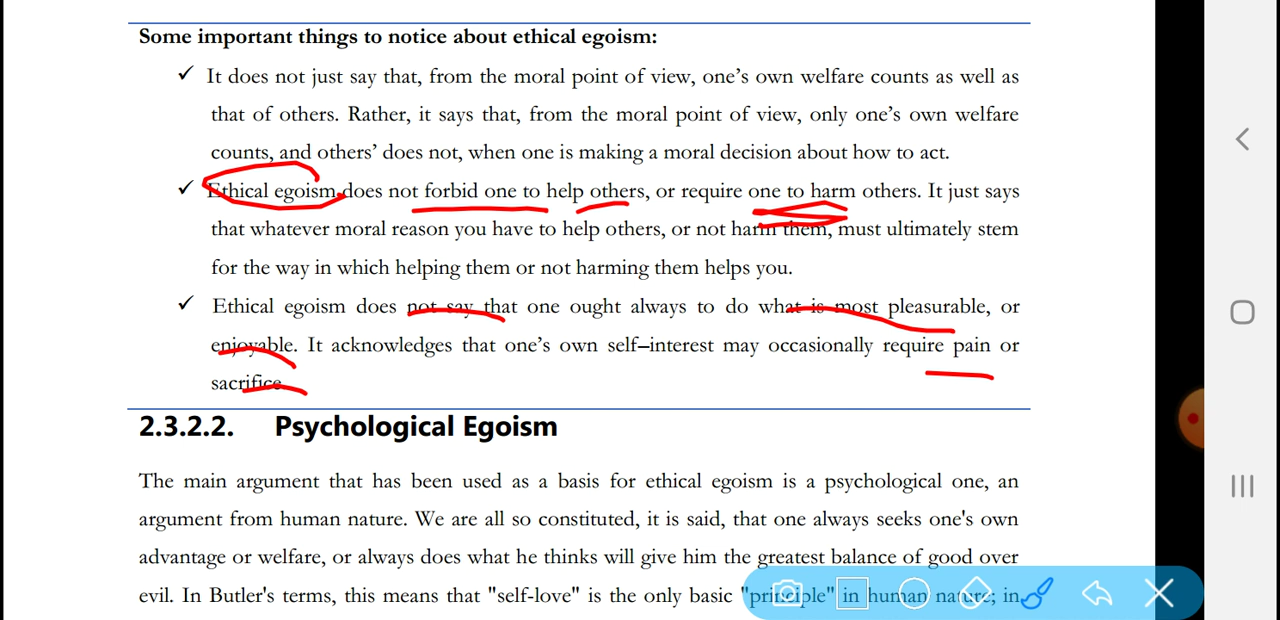 Some important things to notice about ethical egoism:
✓ It does not just say that, from the moral point of view, one's own welfare counts as well as
that of others. Rather, it says that, from the moral point of view, only one's own welfare
counts, and others' does not, when one is making a moral decision about how to act.
✓ Ethical egoism does not forbid one to help others, or require one to harm others. It just says
that whatever moral reason you have to help others, or not harm them, must ultimately stem
for the way in which helping them or not harming them helps you.
✓ Ethical egoism does not say that one ought always to do what is most pleasurable, or
enjoyable. It acknowledges that one's own self–interest may occasionally require pain or
sacrifice.
2.3.2.2. Psychological Egoism
The main argument that has been used as a basis for ethical egoism is a psychological one, an
argument from human nature. We are all so constituted, it is said, that one always seeks one's own
advantage or welfare, or always does what he thinks will give him the greatest balance of good over
evil. In Butler's terms, this means that "self-love" is the only basic "principle" in human nature; in